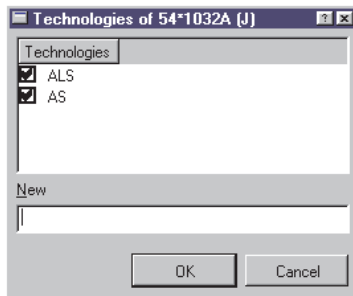 Technologies of 54*1032A (J)
Technologies
ALS
AS
New
OK Cancel